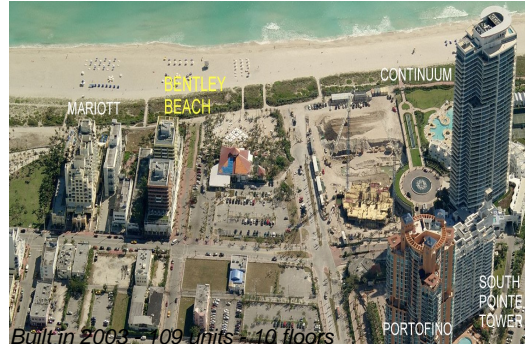 CONTINUUM
BENTLEY
BEACH
MARIOTT
SOUTH
POINTE
TOWER
PORTOFINO
Built in 2003 - 109 units - 10 floors